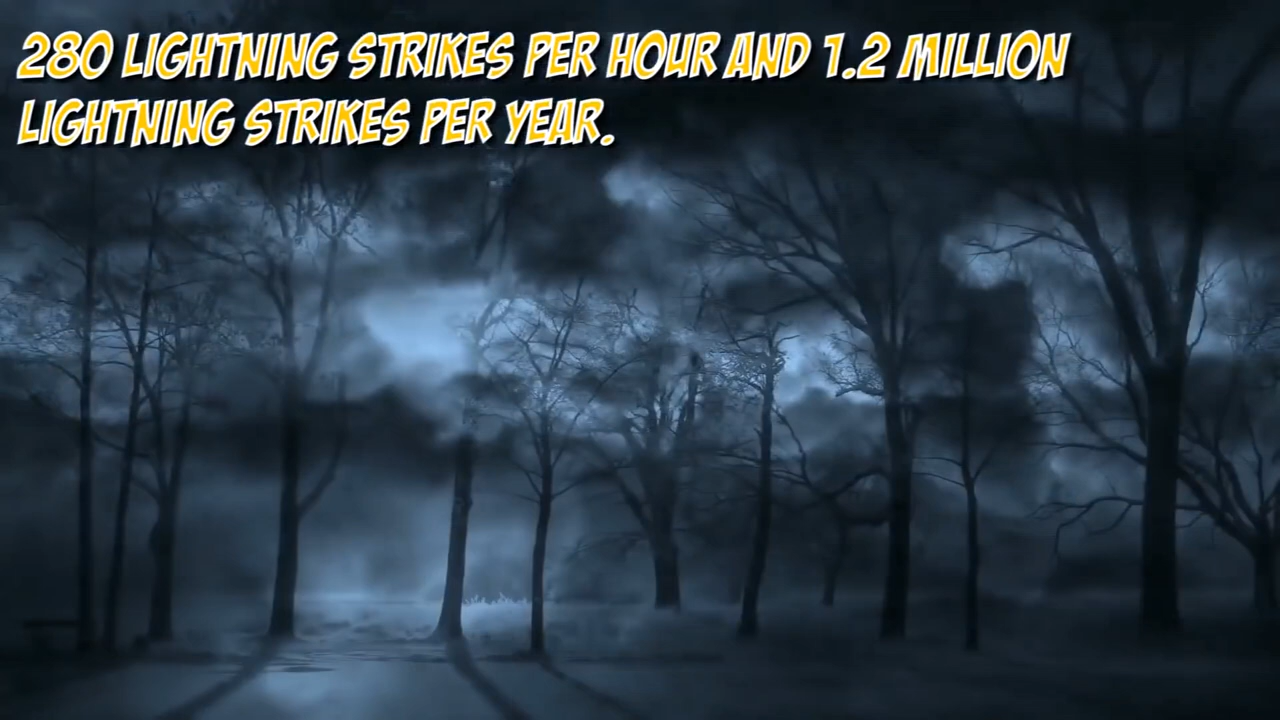 280 LIGHTNING STRIKES PER HOUR AND 1.2 MILLION
LIGHTNING STRIKES PER YEAR.